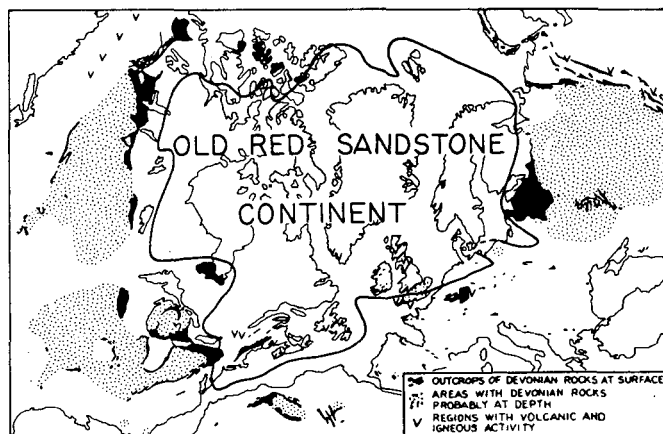 OLD RED SANDSTONE
CONTINENT
OUTCROPS OF DEVONIAN ROCKS AT SURFACE
AREAS WITH DEVONIAN ROCKS
PROBABLY AT DEPTH
V REGIONS WITH VOLCANIC AND
IGNEOUS ACTIVITY